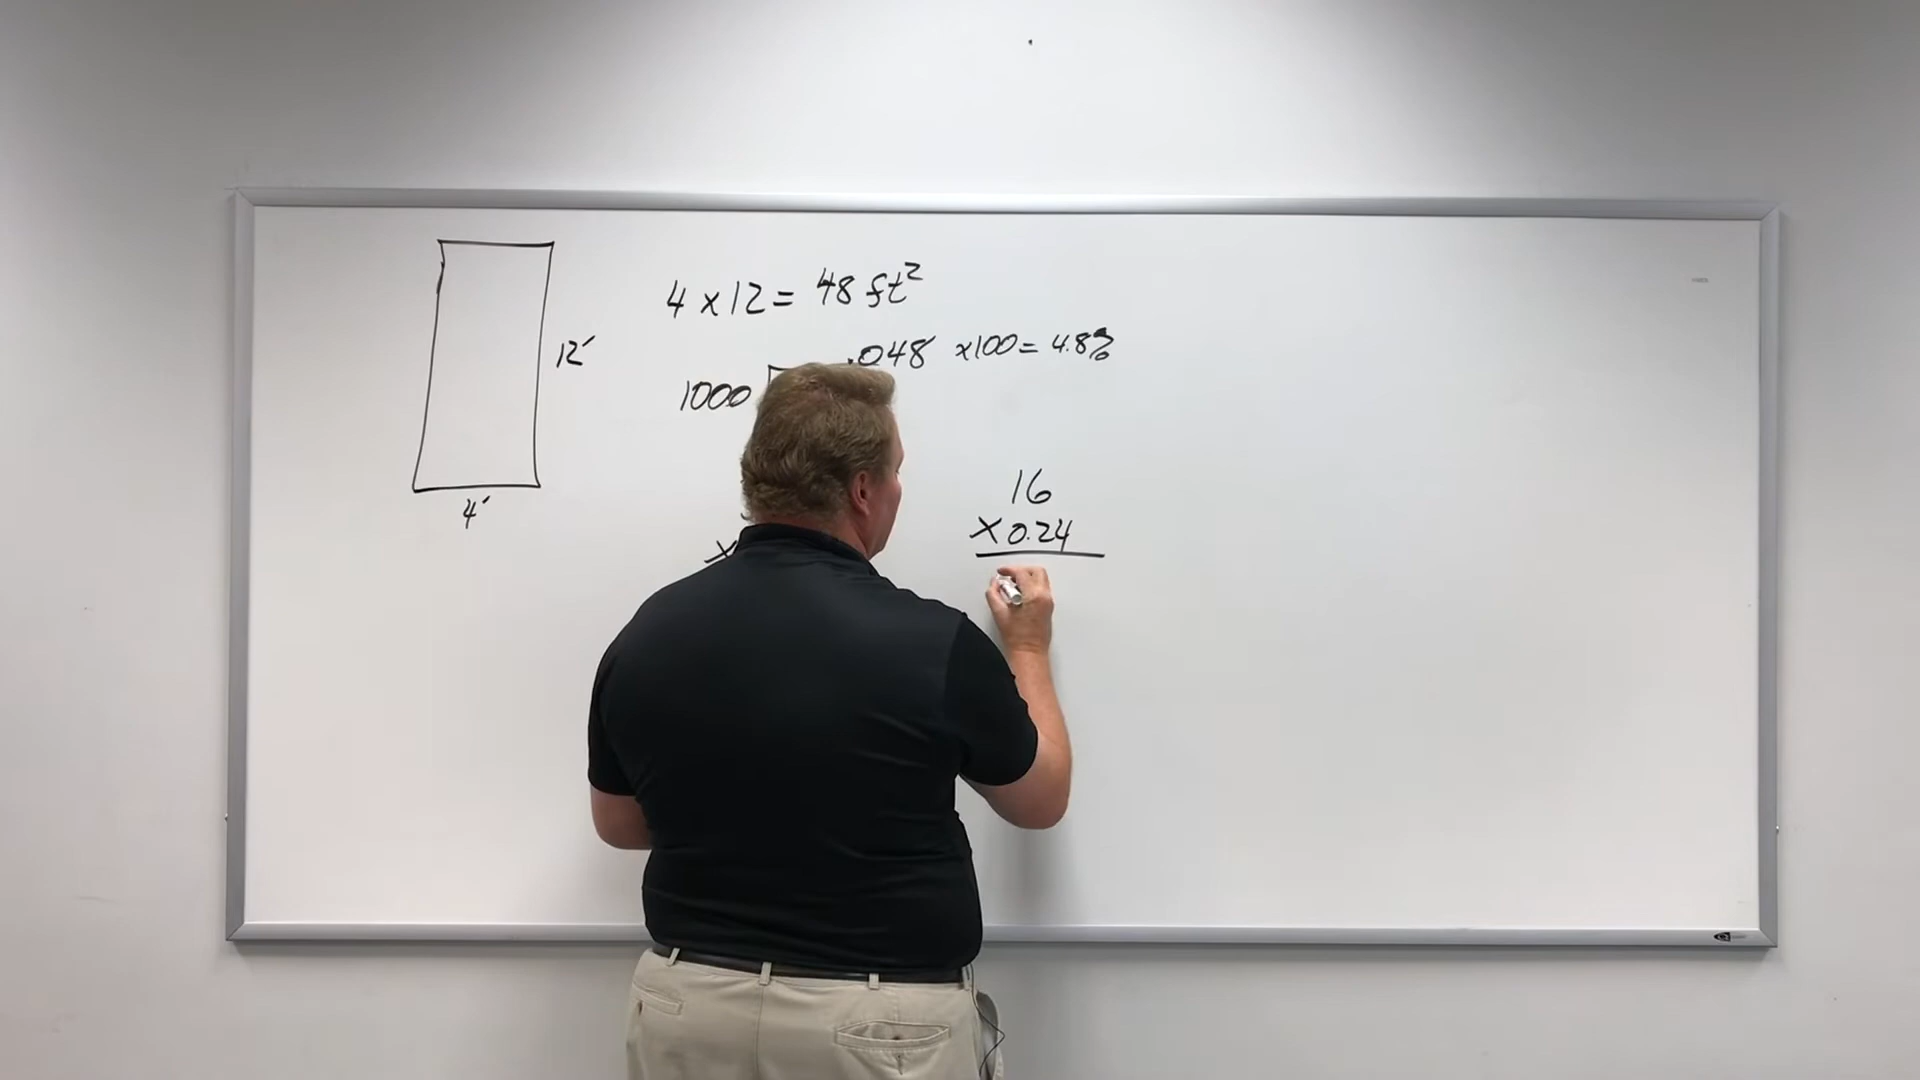 4 x 12 = 48 ft²
12′
.048 x100 = 4.8%
1000
4′
16
x 0.24
x